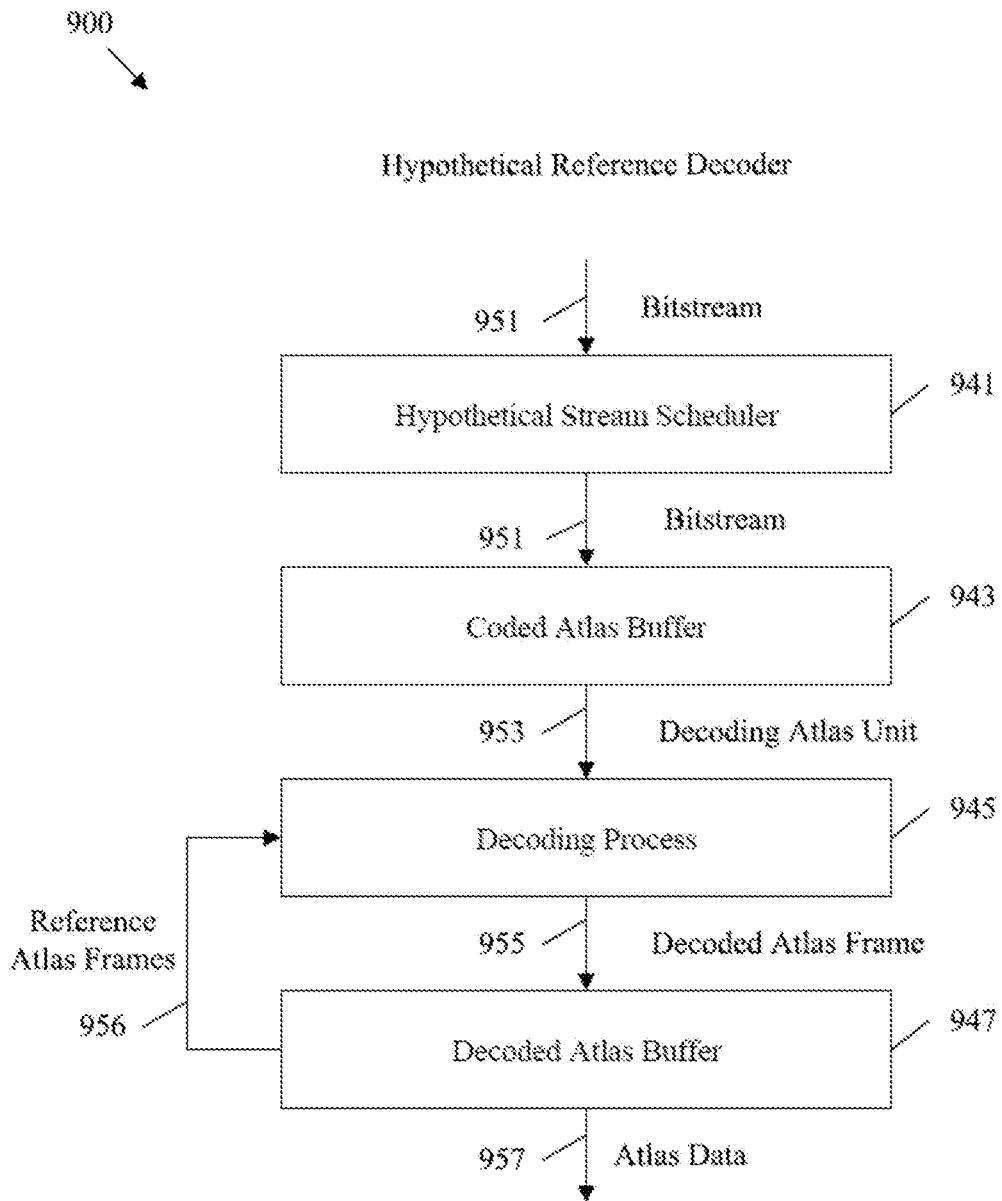 900
Hypothetical Reference Decoder
951
Bitstream
Hypothetical Stream Scheduler
941
951
Bitstream
Coded Atlas Buffer
943
953
Decoding Atlas Unit
Decoding Process
945
Reference
Atlas Frames
956
955
Decoded Atlas Frame
Decoded Atlas Buffer
947
957
Atlas Data